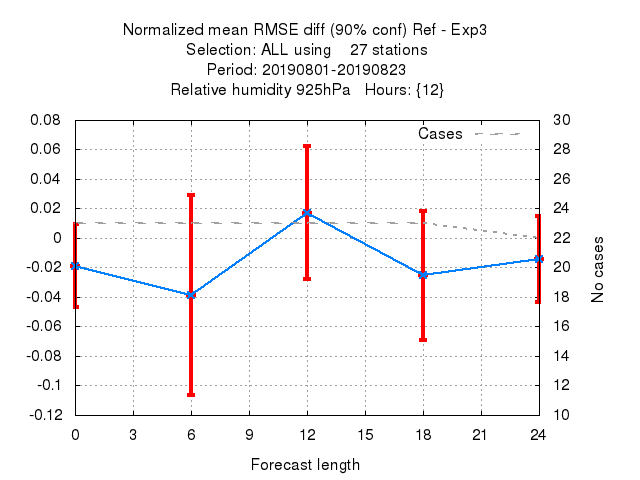 Normalized mean RMSE diff (90% conf) Ref - Exp3
Selection: ALL using    27 stations
Period: 20190801-20190823
Relative humidity 925hPa   Hours: {12}
0.08
0.06
0.04
0.02
0
-0.02
-0.04
-0.06
-0.08
-0.1
-0.12
Cases
30
28
26
24
22
20
18
16
14
12
10
No cases
0 3 6 9 12 15 18 21 24
Forecast length